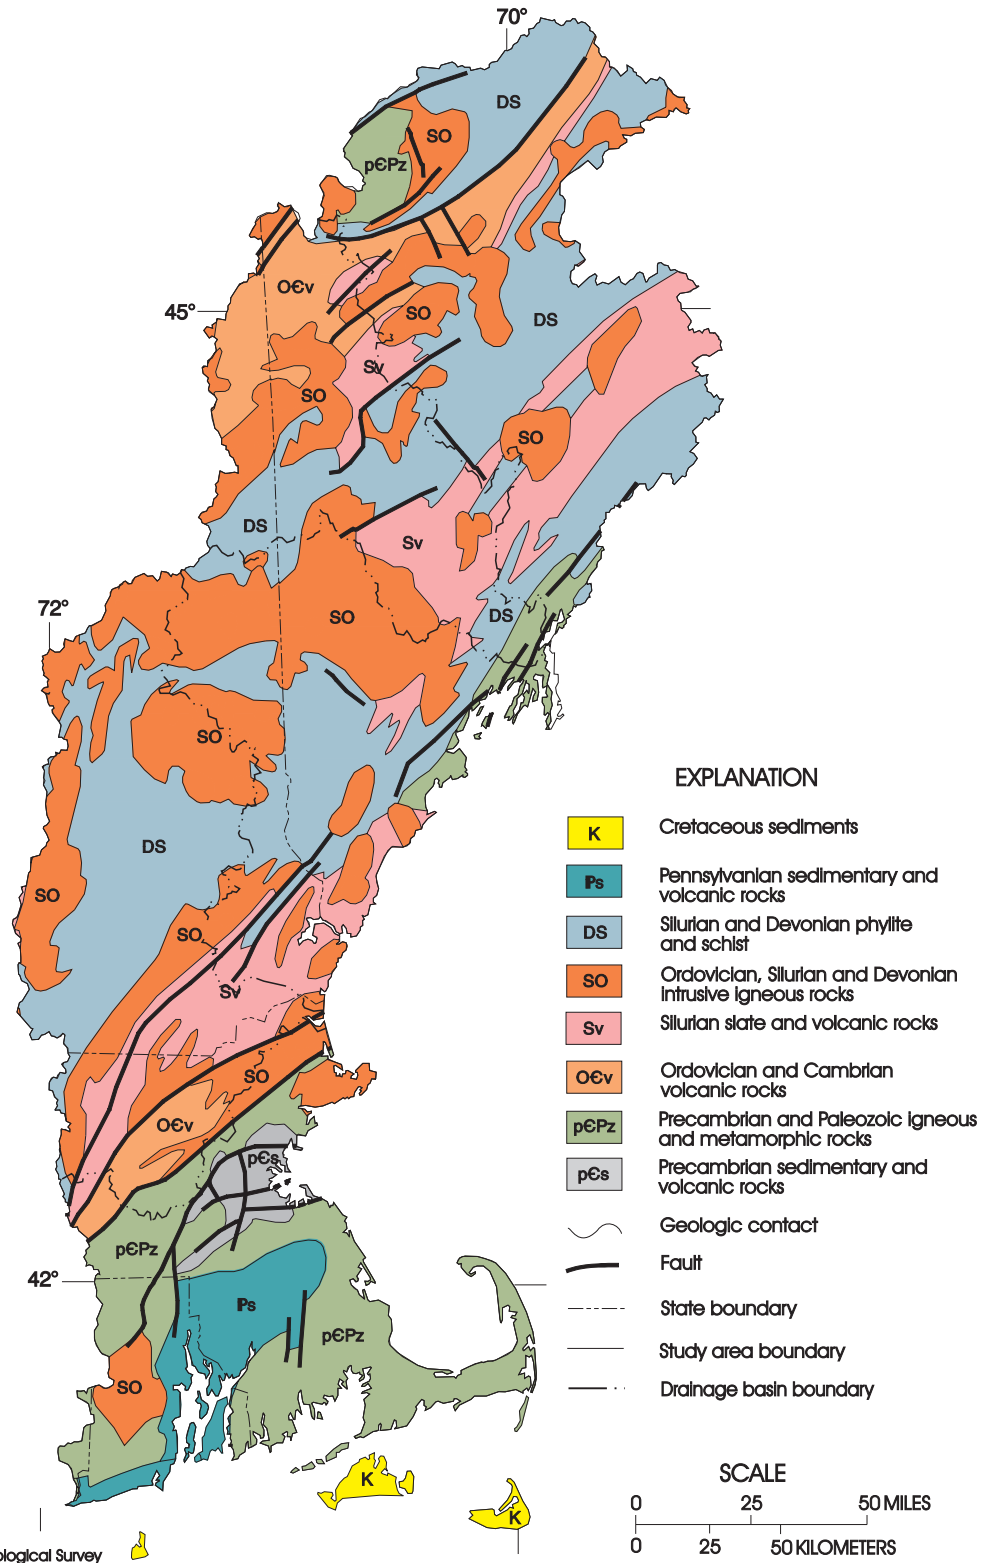 70°
DS
SO
pЄPz
OЄv
45°
SO
DS
Sv
SO
SO
DS
Sv
72°
SO
DS
SO
DS
SO
SO
Sv
SO
OЄv
pЄs
pЄPz
42°
IPs
pЄPz
SO
K
K
ological Survey
EXPLANATION
K Cretaceous sediments
IPs Pennsylvanian sedimentary and
volcanic rocks
DS Silurian and Devonian phylite
and schist
SO Ordovician, Silurian and Devonian
intrusive igneous rocks
Sv Silurian slate and volcanic rocks
OЄv Ordovician and Cambrian
volcanic rocks
pЄPz Precambrian and Paleozoic igneous
and metamorphic rocks
pЄs Precambrian sedimentary and
volcanic rocks
Geologic contact
Fault
State boundary
Study area boundary
Drainage basin boundary
SCALE
0 25 50 MILES
0 25 50 KILOMETERS